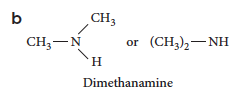 b
CH₃
CH₃—N or (CH₃)₂—NH
H
Dimethanamine